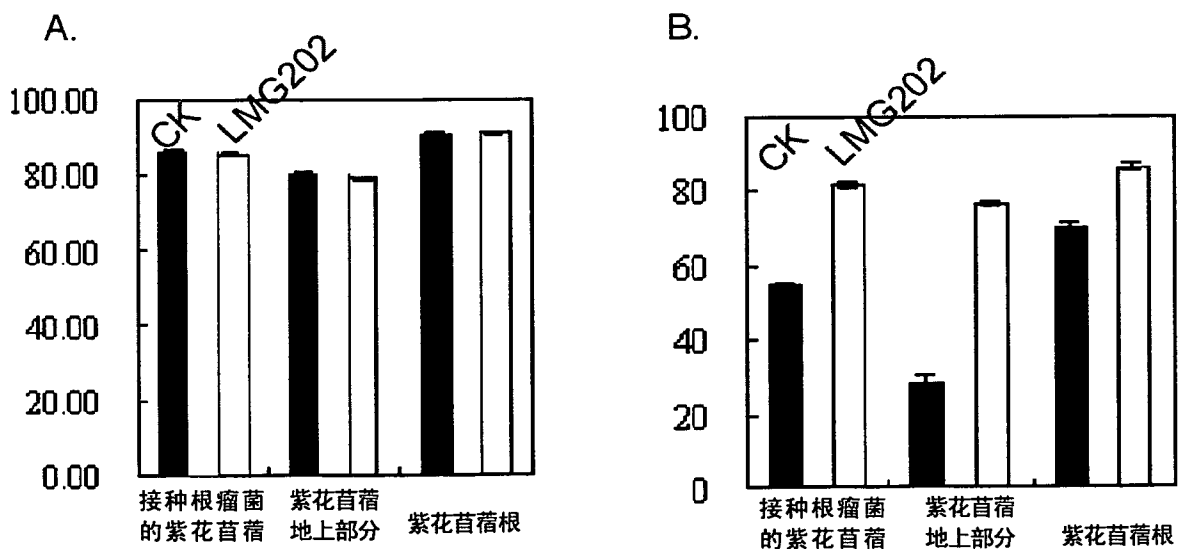 A.
CK
LMG202
100.00
80.00
60.00
40.00
20.00
0.00
接种根瘤菌
的紫花苜蓿
紫花苜蓿
地上部分
紫花苜蓿根
B.
CK
LMG202
100
80
60
40
20
0
接种根瘤菌
的紫花苜蓿
紫花苜蓿
地上部分
紫花苜蓿根